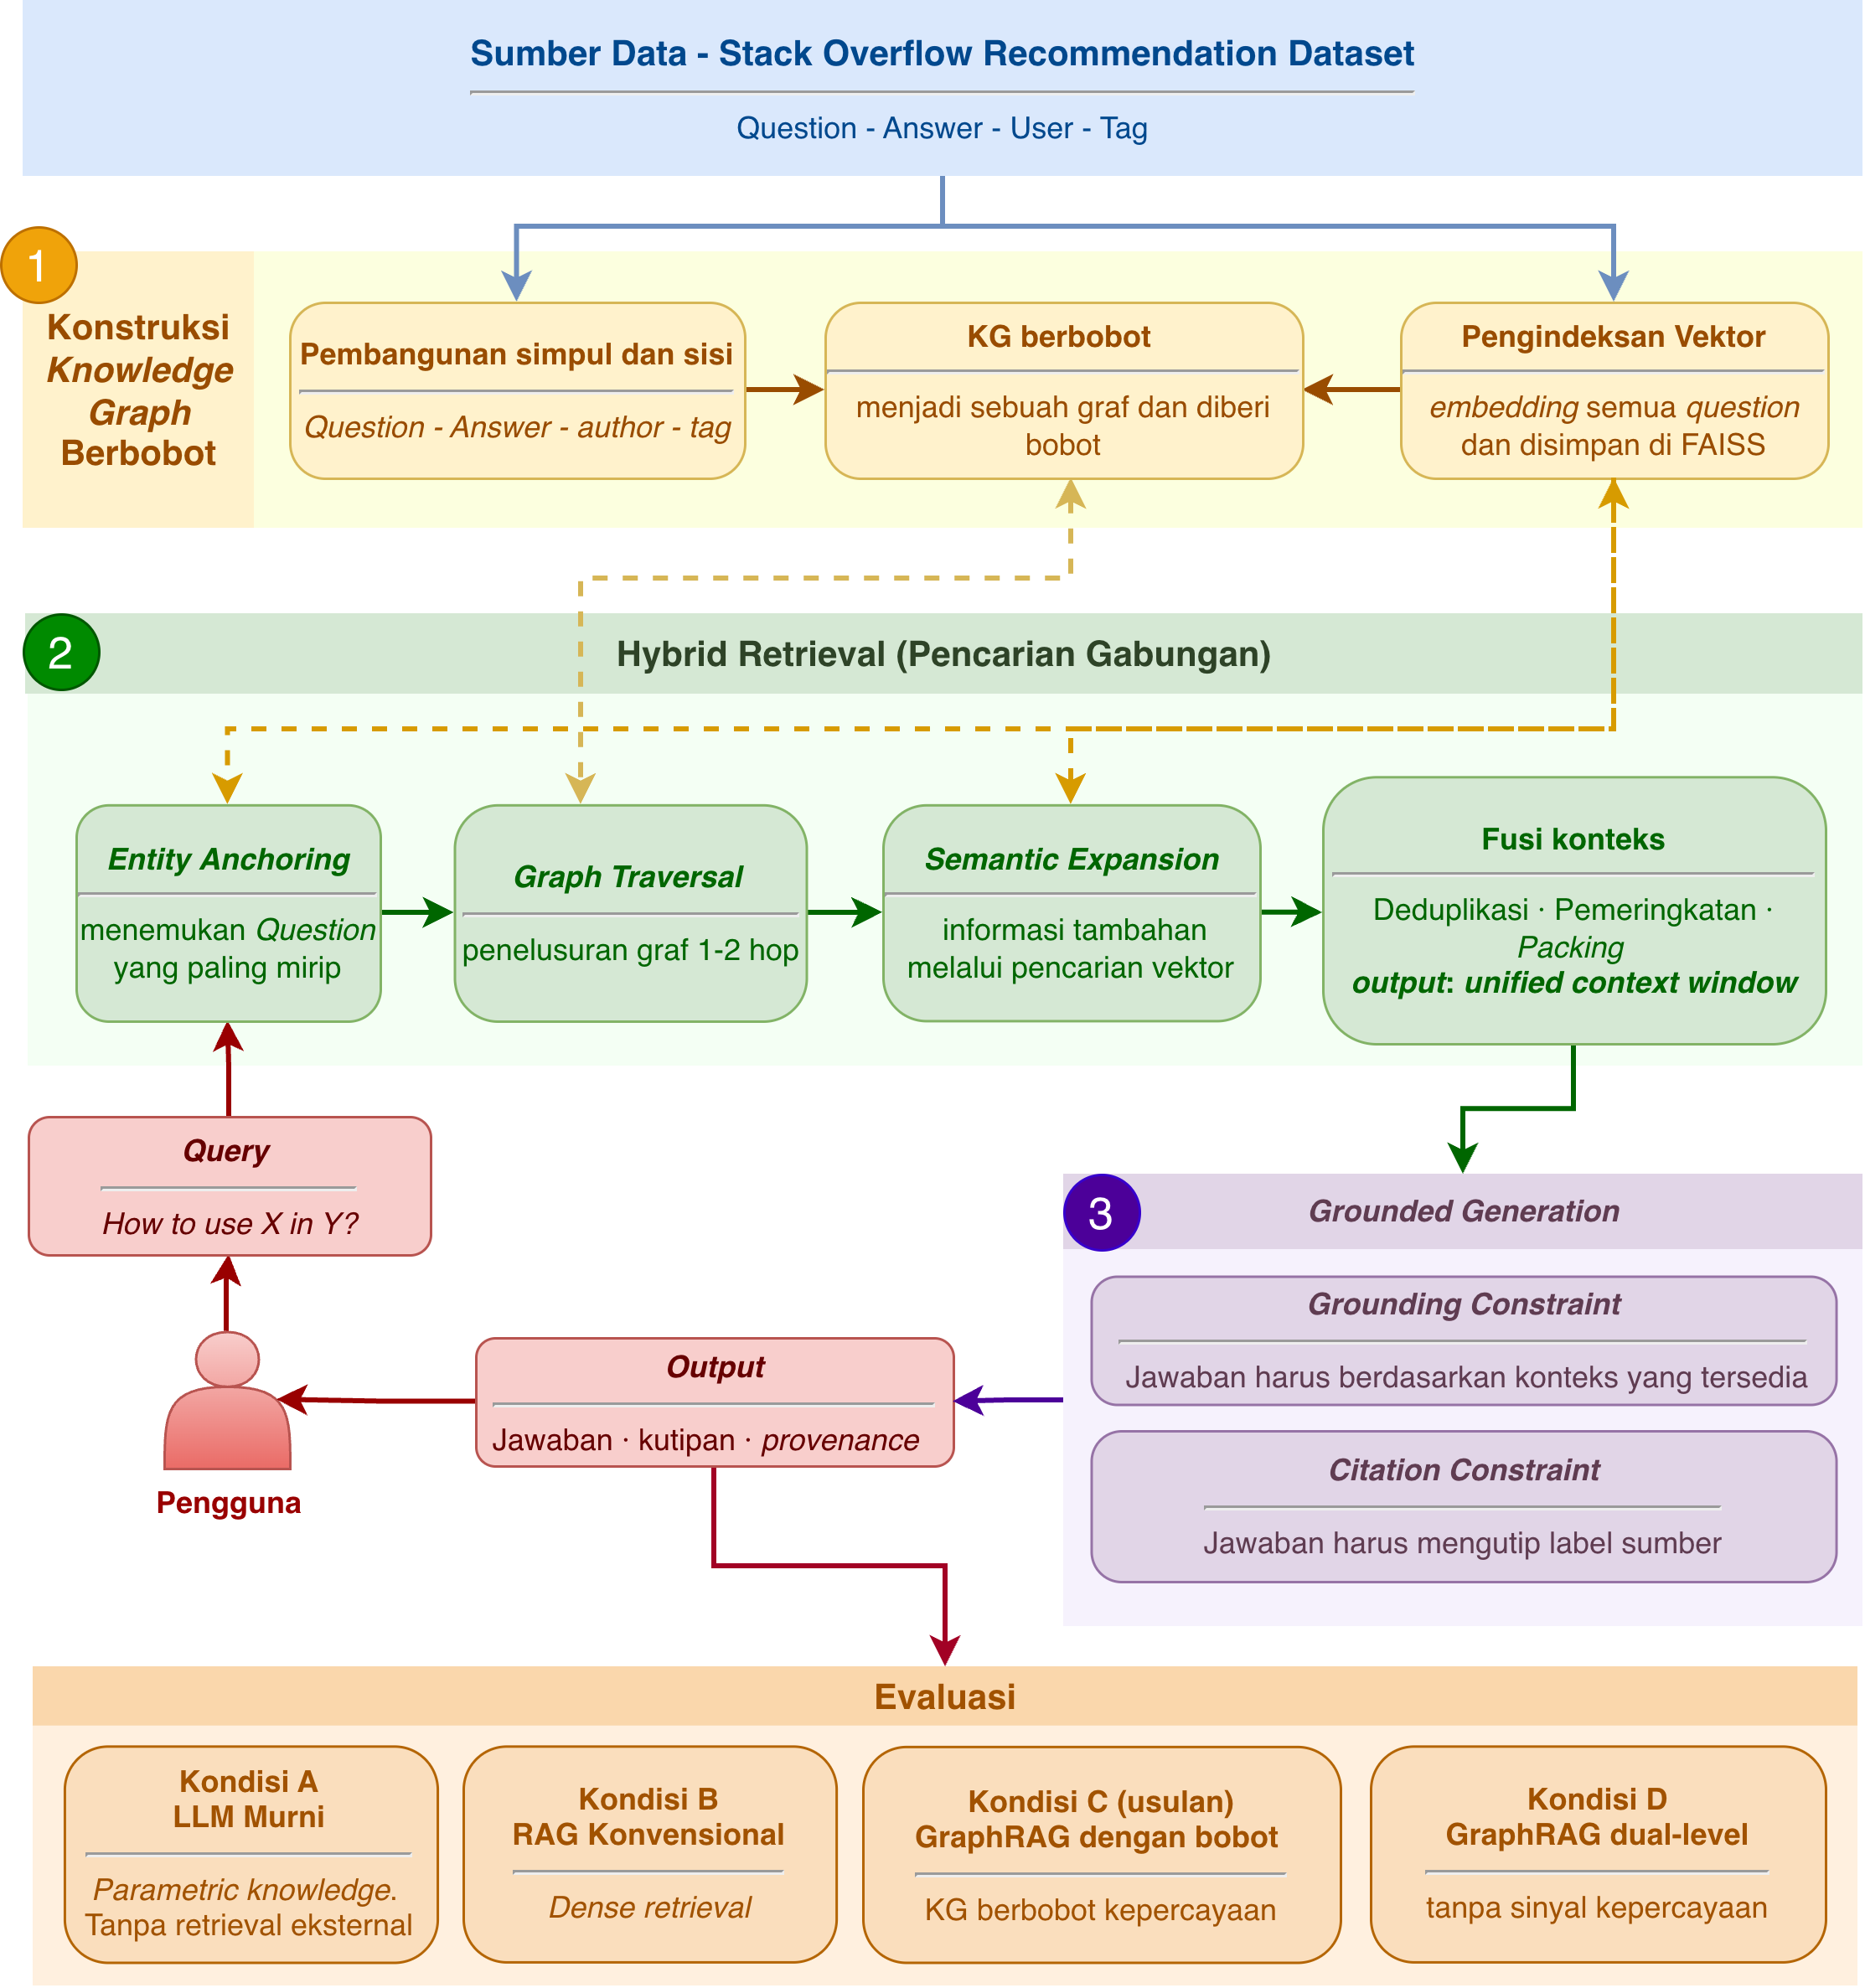 Sumber Data - Stack Overflow Recommendation Dataset
Question - Answer - User - Tag
1
Konstruksi
Knowledge
Graph
Berbobot
Pembangunan simpul dan sisi
Question - Answer - author - tag
KG berbobot
menjadi sebuah graf dan diberi
bobot
Pengindeksan Vektor
embedding semua question
dan disimpan di FAISS
2
Hybrid Retrieval (Pencarian Gabungan)
Entity Anchoring
menemukan Question
yang paling mirip
Graph Traversal
penelusuran graf 1-2 hop
Semantic Expansion
informasi tambahan
melalui pencarian vektor
Fusi konteks
Deduplikasi · Pemeringkatan ·
Packing
output: unified context window
Query
How to use X in Y?
Pengguna
3
Grounded Generation
Grounding Constraint
Jawaban harus berdasarkan konteks yang tersedia
Citation Constraint
Jawaban harus mengutip label sumber
Output
Jawaban · kutipan · provenance
Evaluasi
Kondisi A
LLM Murni
Parametric knowledge.
Tanpa retrieval eksternal
Kondisi B
RAG Konvensional
Dense retrieval
Kondisi C (usulan)
GraphRAG dengan bobot
KG berbobot kepercayaan
Kondisi D
GraphRAG dual-level
tanpa sinyal kepercayaan